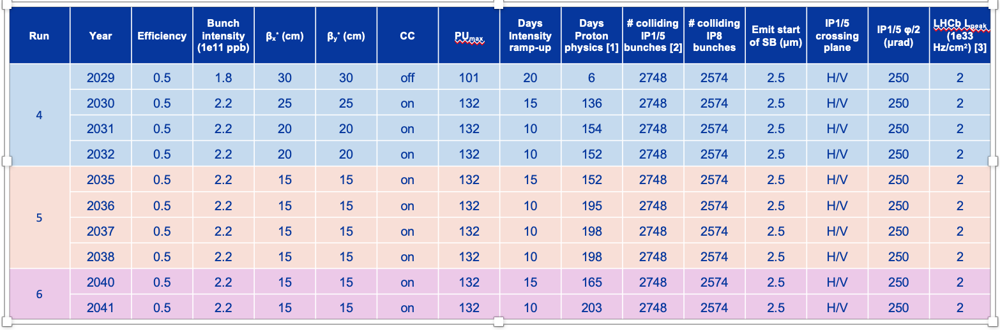 Run Year Efficiency Bunch intensity (1e11 ppb) βx* (cm) βy* (cm) CC PUmax Days Intensity ramp-up Days Proton physics [1] # colliding IP1/5 bunches [2] # colliding IP8 bunches Emit start of SB (μm) IP1/5 crossing plane IP1/5 φ/2 (μrad) LHCb Lpeak (1e33 Hz/cm²) [3]
4
2029 0.5 1.8 30 30 off 101 20 6 2748 2574 2.5 H/V 250 2
2030 0.5 2.2 25 25 on 132 15 136 2748 2574 2.5 H/V 250 2
2031 0.5 2.2 20 20 on 132 10 154 2748 2574 2.5 H/V 250 2
2032 0.5 2.2 20 20 on 132 10 152 2748 2574 2.5 H/V 250 2
5
2035 0.5 2.2 15 15 on 132 15 152 2748 2574 2.5 H/V 250 2
2036 0.5 2.2 15 15 on 132 10 195 2748 2574 2.5 H/V 250 2
2037 0.5 2.2 15 15 on 132 10 198 2748 2574 2.5 H/V 250 2
2038 0.5 2.2 15 15 on 132 10 198 2748 2574 2.5 H/V 250 2
6
2040 0.5 2.2 15 15 on 132 15 165 2748 2574 2.5 H/V 250 2
2041 0.5 2.2 15 15 on 132 10 203 2748 2574 2.5 H/V 250 2